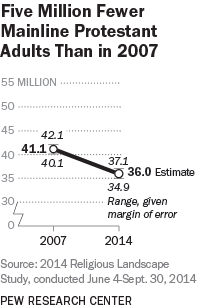 Five Million Fewer
Mainline Protestant
Adults Than in 2007
55 MILLION
50
45
42.1
41.1
40.1
40
37.1
36.0 Estimate
35
34.9
30
Range, given
margin of error
0
2007 2014
Source: 2014 Religious Landscape
Study, conducted June 4-Sept. 30, 2014
PEW RESEARCH CENTER